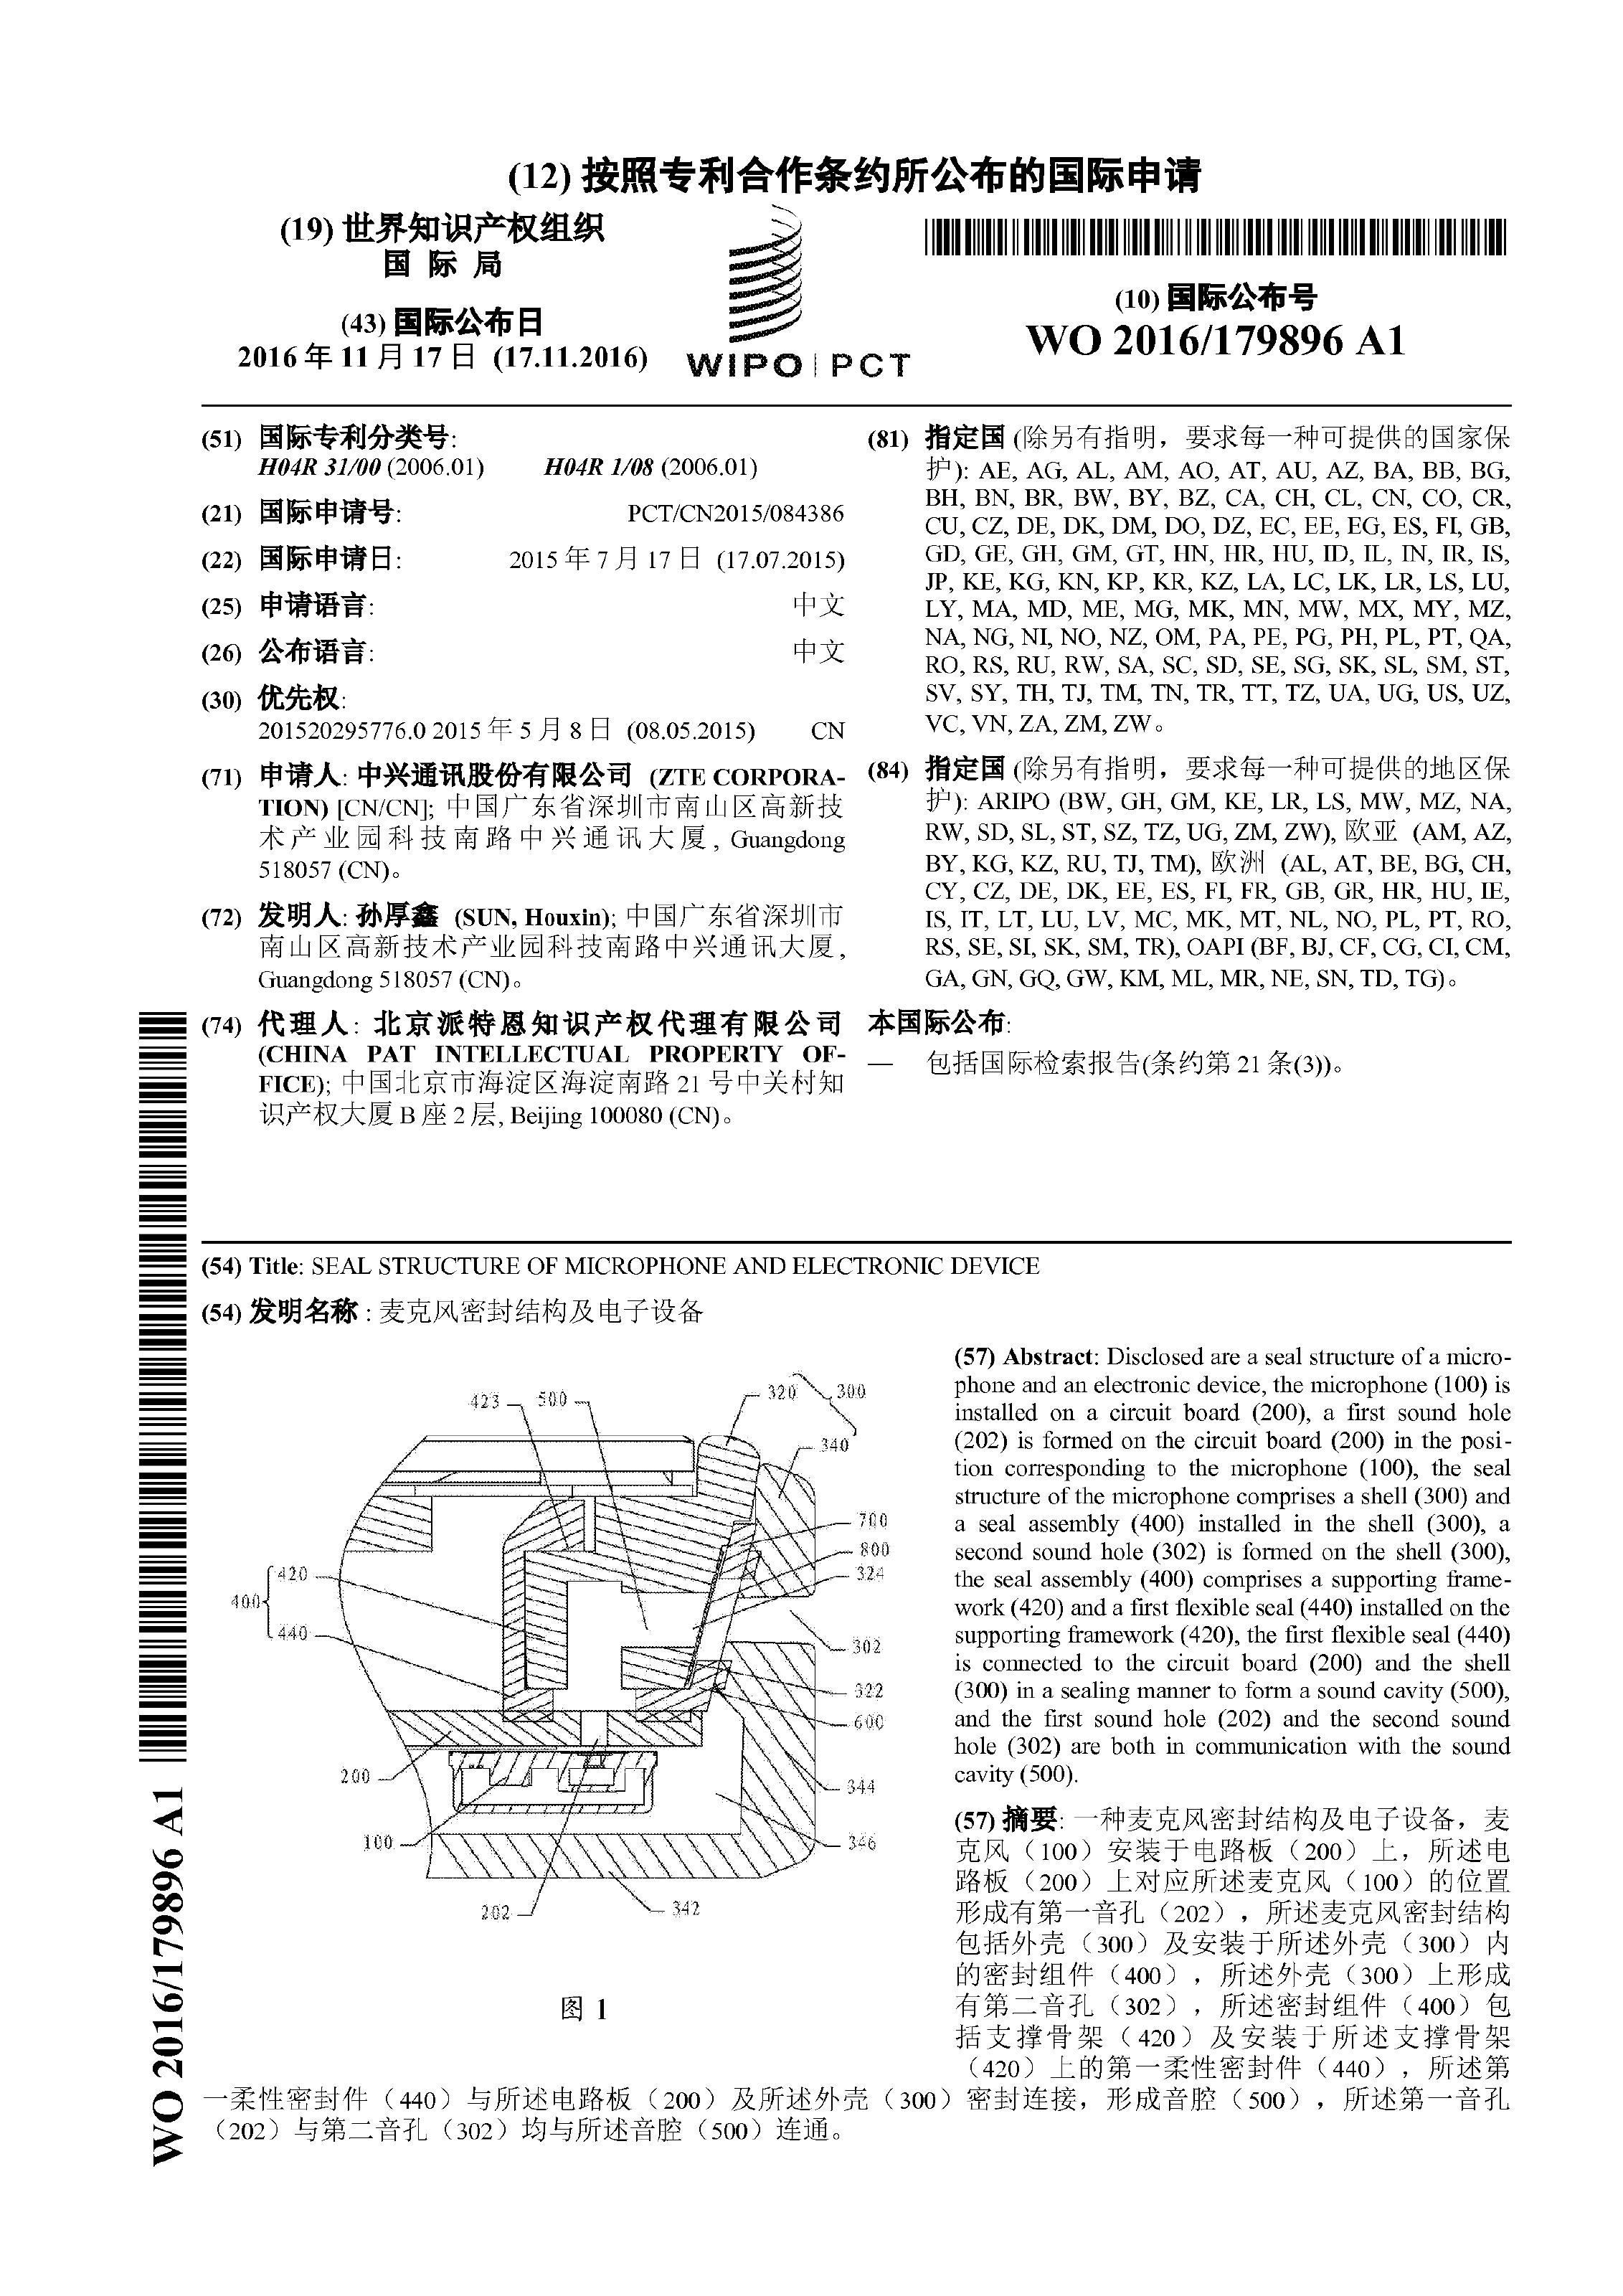 (12) 按照专利合作条约所公布的国际申请
(19) 世界知识产权组织
国 际 局
(43) 国际公布日
2016 年 11 月 17 日 (17.11.2016)
WIPO | PCT
(10) 国际公布号
WO 2016/179896 A1
(51) 国际专利分类号:
H04R 31/00 (2006.01) H04R 1/08 (2006.01)
(21) 国际申请号: PCT/CN2015/084386
(22) 国际申请日: 2015 年 7 月 17 日 (17.07.2015)
(25) 申请语言: 中文
(26) 公布语言: 中文
(30) 优先权:
201520295776.0 2015 年 5 月 8 日 (08.05.2015) CN
(71) 申请人: 中兴通讯股份有限公司 (ZTE CORPORA-
TION) [CN/CN]; 中国广东省深圳市南山区高新技
术产业园科技南路中兴通讯大厦, Guangdong
518057 (CN)。
(72) 发明人: 孙厚鑫 (SUN, Houxin); 中国广东省深圳市
南山区高新技术产业园科技南路中兴通讯大厦,
Guangdong 518057 (CN)。
(74) 代理人: 北京派特恩知识产权代理有限公司
(CHINA PAT INTELLECTUAL PROPERTY OF-
FICE); 中国北京市海淀区海淀南路 21 号中关村知
识产权大厦 B 座 2 层, Beijing 100080 (CN)。
(81) 指定国 (除另有指明，要求每一种可提供的国家保
护): AE, AG, AL, AM, AO, AT, AU, AZ, BA, BB, BG,
BH, BN, BR, BW, BY, BZ, CA, CH, CL, CN, CO, CR,
CU, CZ, DE, DK, DM, DO, DZ, EC, EE, EG, ES, FI, GB,
GD, GE, GH, GM, GT, HN, HR, HU, ID, IL, IN, IR, IS,
JP, KE, KG, KN, KP, KR, KZ, LA, LC, LK, LR, LS, LU,
LY, MA, MD, ME, MG, MK, MN, MW, MX, MY, MZ,
NA, NG, NI, NO, NZ, OM, PA, PE, PG, PH, PL, PT, QA,
RO, RS, RU, RW, SA, SC, SD, SE, SG, SK, SL, SM, ST,
SV, SY, TH, TJ, TM, TN, TR, TT, TZ, UA, UG, US, UZ,
VC, VN, ZA, ZM, ZW。
(84) 指定国 (除另有指明，要求每一种可提供的地区保
护): ARIPO (BW, GH, GM, KE, LR, LS, MW, MZ, NA,
RW, SD, SL, ST, SZ, TZ, UG, ZM, ZW), 欧亚 (AM, AZ,
BY, KG, KZ, RU, TJ, TM), 欧洲 (AL, AT, BE, BG, CH,
CY, CZ, DE, DK, EE, ES, FI, FR, GB, GR, HR, HU, IE,
IS, IT, LT, LU, LV, MC, MK, MT, NL, NO, PL, PT, RO,
RS, SE, SI, SK, SM, TR), OAPI (BF, BJ, CF, CG, CI, CM,
GA, GN, GQ, GW, KM, ML, MR, NE, SN, TD, TG)。
本国际公布:
— 包括国际检索报告(条约第 21 条(3))。
(54) Title: SEAL STRUCTURE OF MICROPHONE AND ELECTRONIC DEVICE
(54) 发明名称 : 麦克风密封结构及电子设备
423
500
320
300
340
700
800
324
420
400
440
302
322
600
200
344
100
346
202
342
图 1
(57) Abstract: Disclosed are a seal structure of a micro-
phone and an electronic device, the microphone (100) is
installed on a circuit board (200), a first sound hole
(202) is formed on the circuit board (200) in the posi-
tion corresponding to the microphone (100), the seal
structure of the microphone comprises a shell (300) and
a seal assembly (400) installed in the shell (300), a
second sound hole (302) is formed on the shell (300),
the seal assembly (400) comprises a supporting frame-
work (420) and a first flexible seal (440) installed on the
supporting framework (420), the first flexible seal (440)
is connected to the circuit board (200) and the shell
(300) in a sealing manner to form a sound cavity (500),
and the first sound hole (202) and the second sound
hole (302) are both in communication with the sound
cavity (500).
(57) 摘要: 一种麦克风密封结构及电子设备，麦
克风（100）安装于电路板（200）上，所述电
路板（200）上对应所述麦克风（100）的位置
形成有第一音孔（202），所述麦克风密封结构
包括外壳（300）及安装于所述外壳（300）内
的密封组件（400），所述外壳（300）上形成
有第二音孔（302），所述密封组件（400）包
括支撑骨架（420）及安装于所述支撑骨架
（420）上的第一柔性密封件（440），所述第
一柔性密封件（440）与所述电路板（200）及所述外壳（300）密封连接，形成音腔（500），所述第一音孔
（202）与第二音孔（302）均与所述音腔（500）连通。
WO 2016/179896 A1